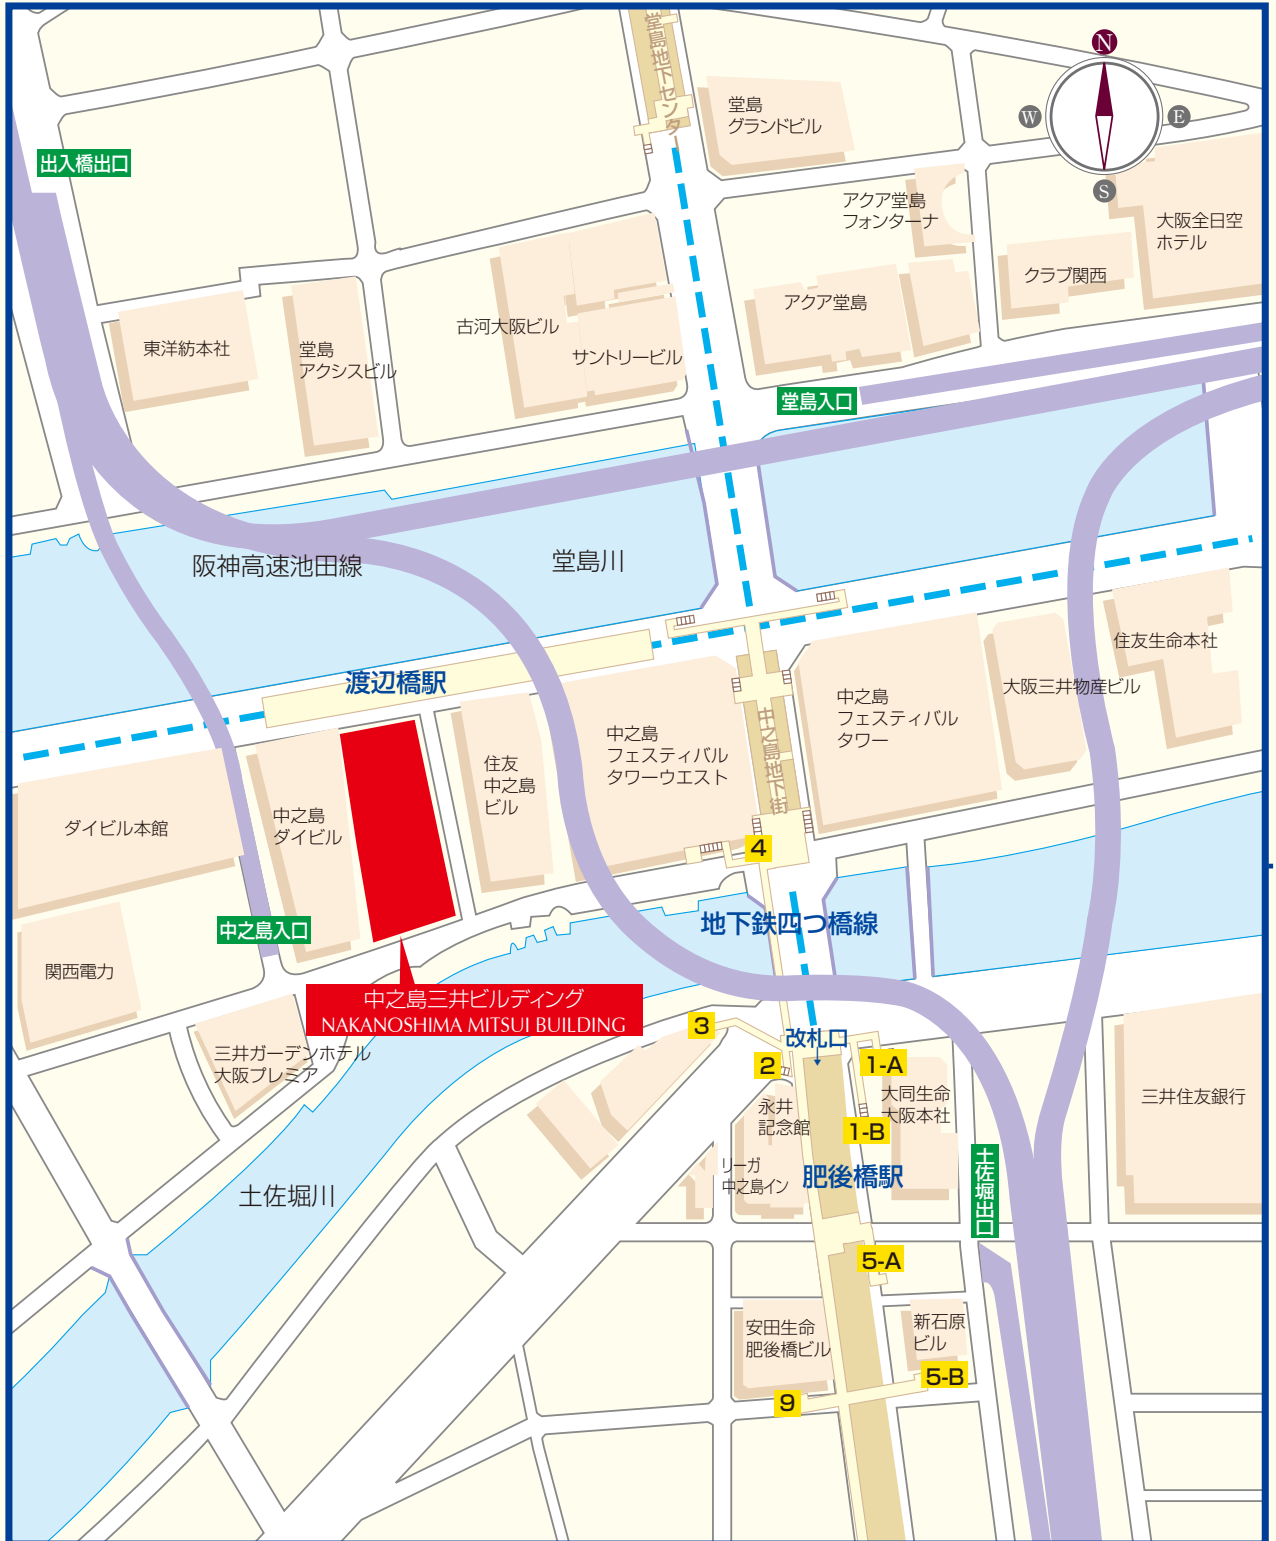 堂島地下センター
N
W
E
S
堂島
グランドビル
出入橋出口
アクア堂島
フォンターナ
大阪全日空
ホテル
クラブ関西
アクア堂島
東洋紡本社
堂島
アクシスビル
古河大阪ビル
サントリービル
堂島入口
阪神高速池田線
堂島川
渡辺橋駅
住友生命本社
大阪三井物産ビル
中之島
フェスティバル
タワー
中之島地下街
中之島
フェスティバル
タワーウエスト
住友
中之島
ビル
中之島
ダイビル
ダイビル本館
4
中之島入口
地下鉄四つ橋線
関西電力
中之島三井ビルディング
NAKANOSHIMA MITSUI BUILDING
3
改札口
三井ガーデンホテル
大阪プレミア
2
1-A
大同生命
大阪本社
三井住友銀行
永井
記念館
1-B
リーガ
中之島イン
肥後橋駅
土佐堀出口
土佐堀川
5-A
安田生命
肥後橋ビル
新石原
ビル
5-B
9